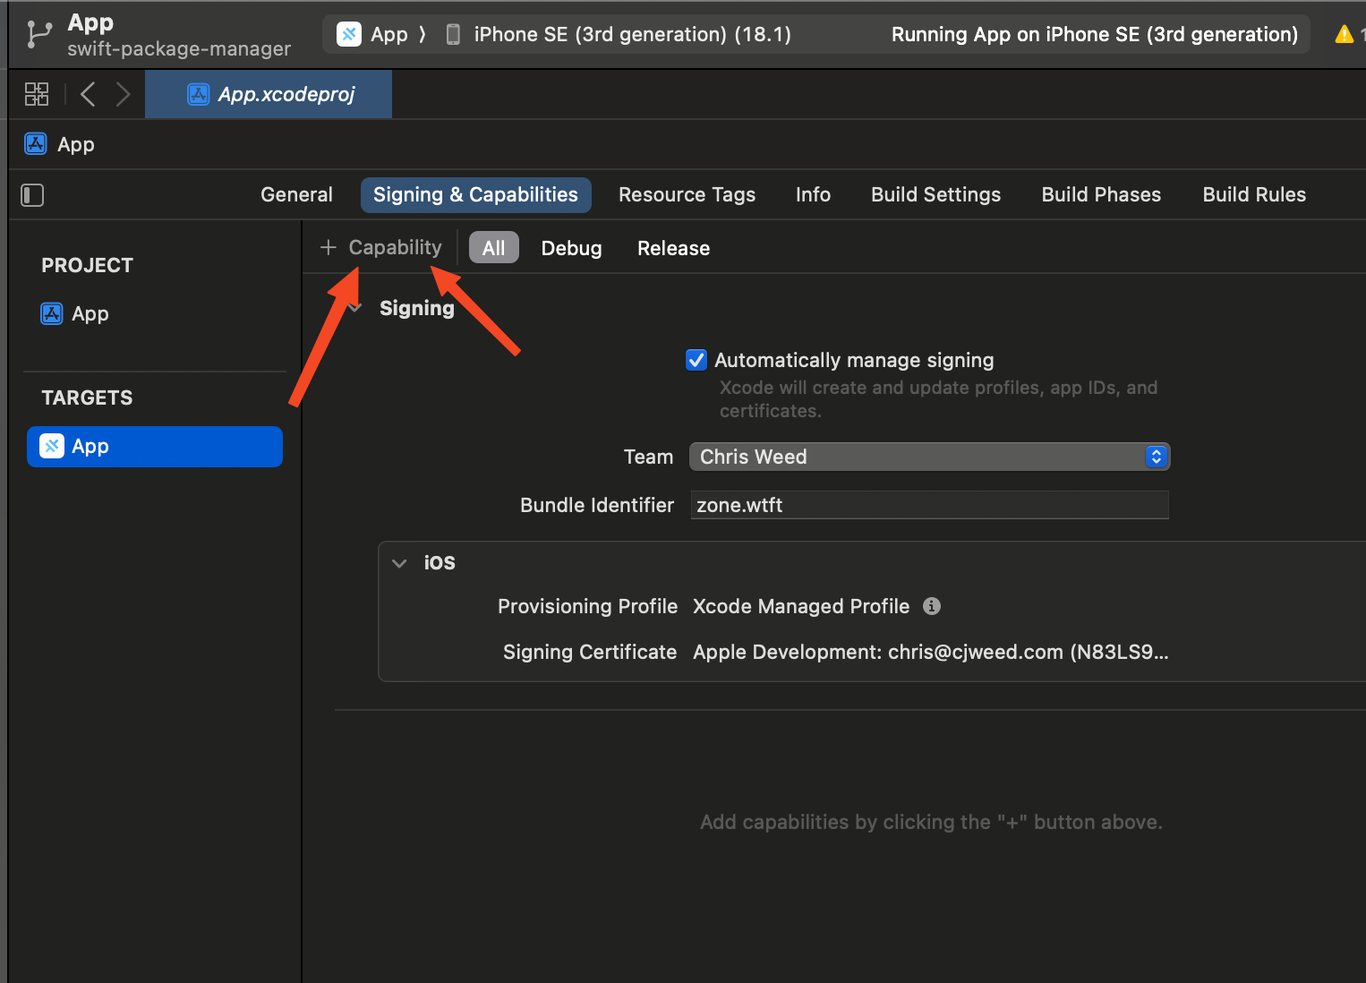 App
swift-package-manager
App ⟩ iPhone SE (3rd generation) (18.1)
Running App on iPhone SE (3rd generation)
App.xcodeproj
App
General Signing & Capabilities Resource Tags Info Build Settings Build Phases Build Rules
+ Capability All Debug Release
PROJECT
App
TARGETS
App
Signing
Automatically manage signing
Xcode will create and update profiles, app IDs, and
certificates.
Team Chris Weed
Bundle Identifier zone.wtft
iOS
Provisioning Profile Xcode Managed Profile
Signing Certificate Apple Development: chris@cjweed.com (N83LS9...
Add capabilities by clicking the "+" button above.